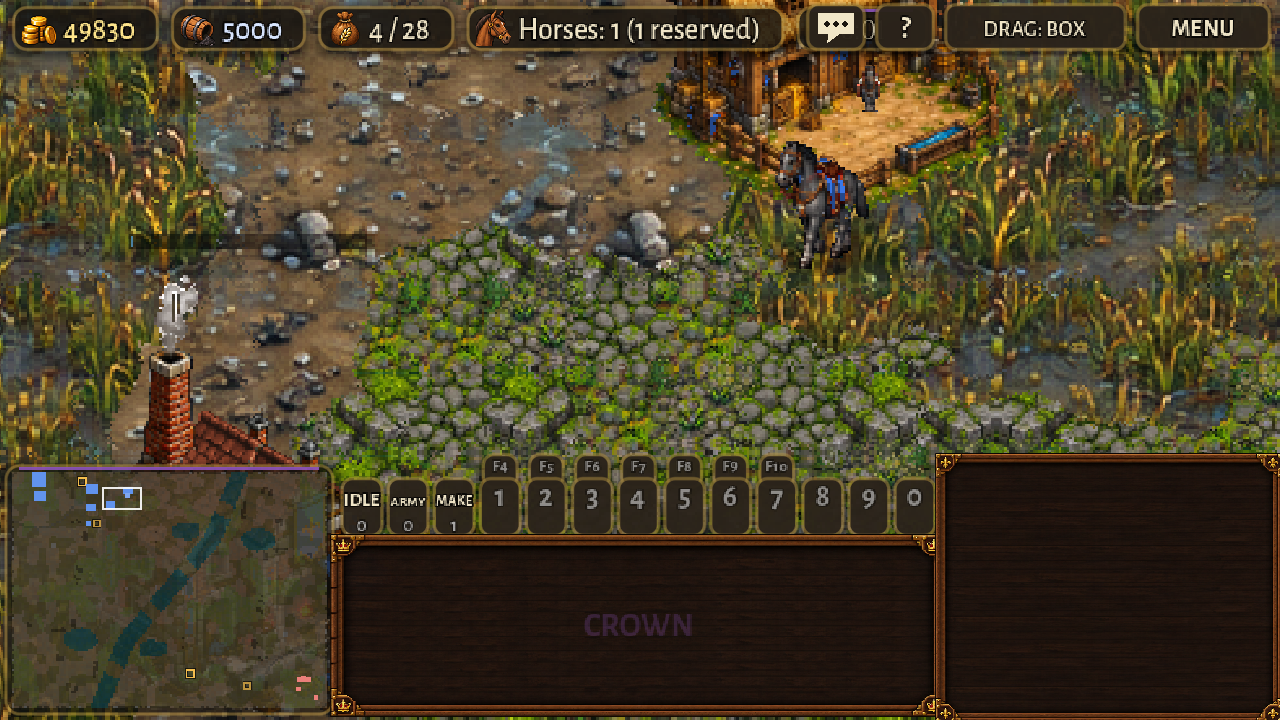 49830
5000
4 / 28
Horses: 1 (1 reserved)
0
?
DRAG: BOX
MENU
F4 F5 F6 F7 F8 F9 F10
IDLE ARMY MAKE 1 2 3 4 5 6 7 8 9 0
0 0 1
CROWN